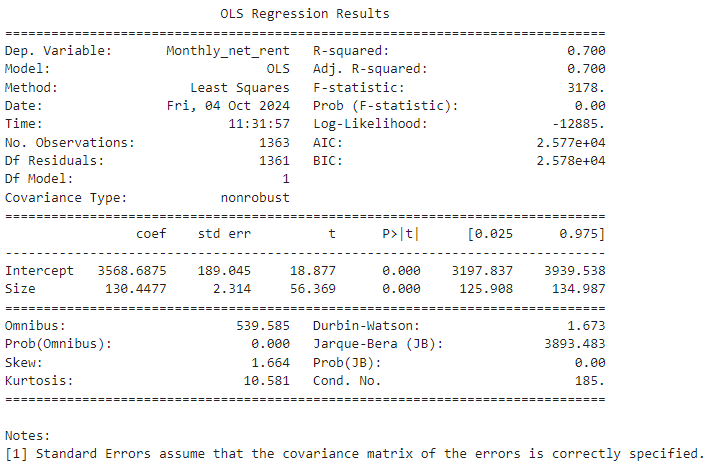 OLS Regression Results
==============================================================================
Dep. Variable:       Monthly_net_rent   R-squared:                       0.700
Model:                            OLS   Adj. R-squared:                  0.700
Method:                 Least Squares   F-statistic:                     3178.
Date:                Fri, 04 Oct 2024   Prob (F-statistic):               0.00
Time:                        11:31:57   Log-Likelihood:                -12885.
No. Observations:                1363   AIC:                         2.577e+04
Df Residuals:                    1361   BIC:                         2.578e+04
Df Model:                           1
Covariance Type:            nonrobust
==============================================================================
                 coef    std err          t      P>|t|      [0.025      0.975]
------------------------------------------------------------------------------
Intercept   3568.6875    189.045     18.877      0.000    3197.837    3939.538
Size         130.4477      2.314     56.369      0.000     125.908     134.987
==============================================================================
Omnibus:                      539.585   Durbin-Watson:                   1.673
Prob(Omnibus):                  0.000   Jarque-Bera (JB):             3893.483
Skew:                           1.664   Prob(JB):                         0.00
Kurtosis:                      10.581   Cond. No.                         185.
==============================================================================

Notes:
[1] Standard Errors assume that the covariance matrix of the errors is correctly specified.